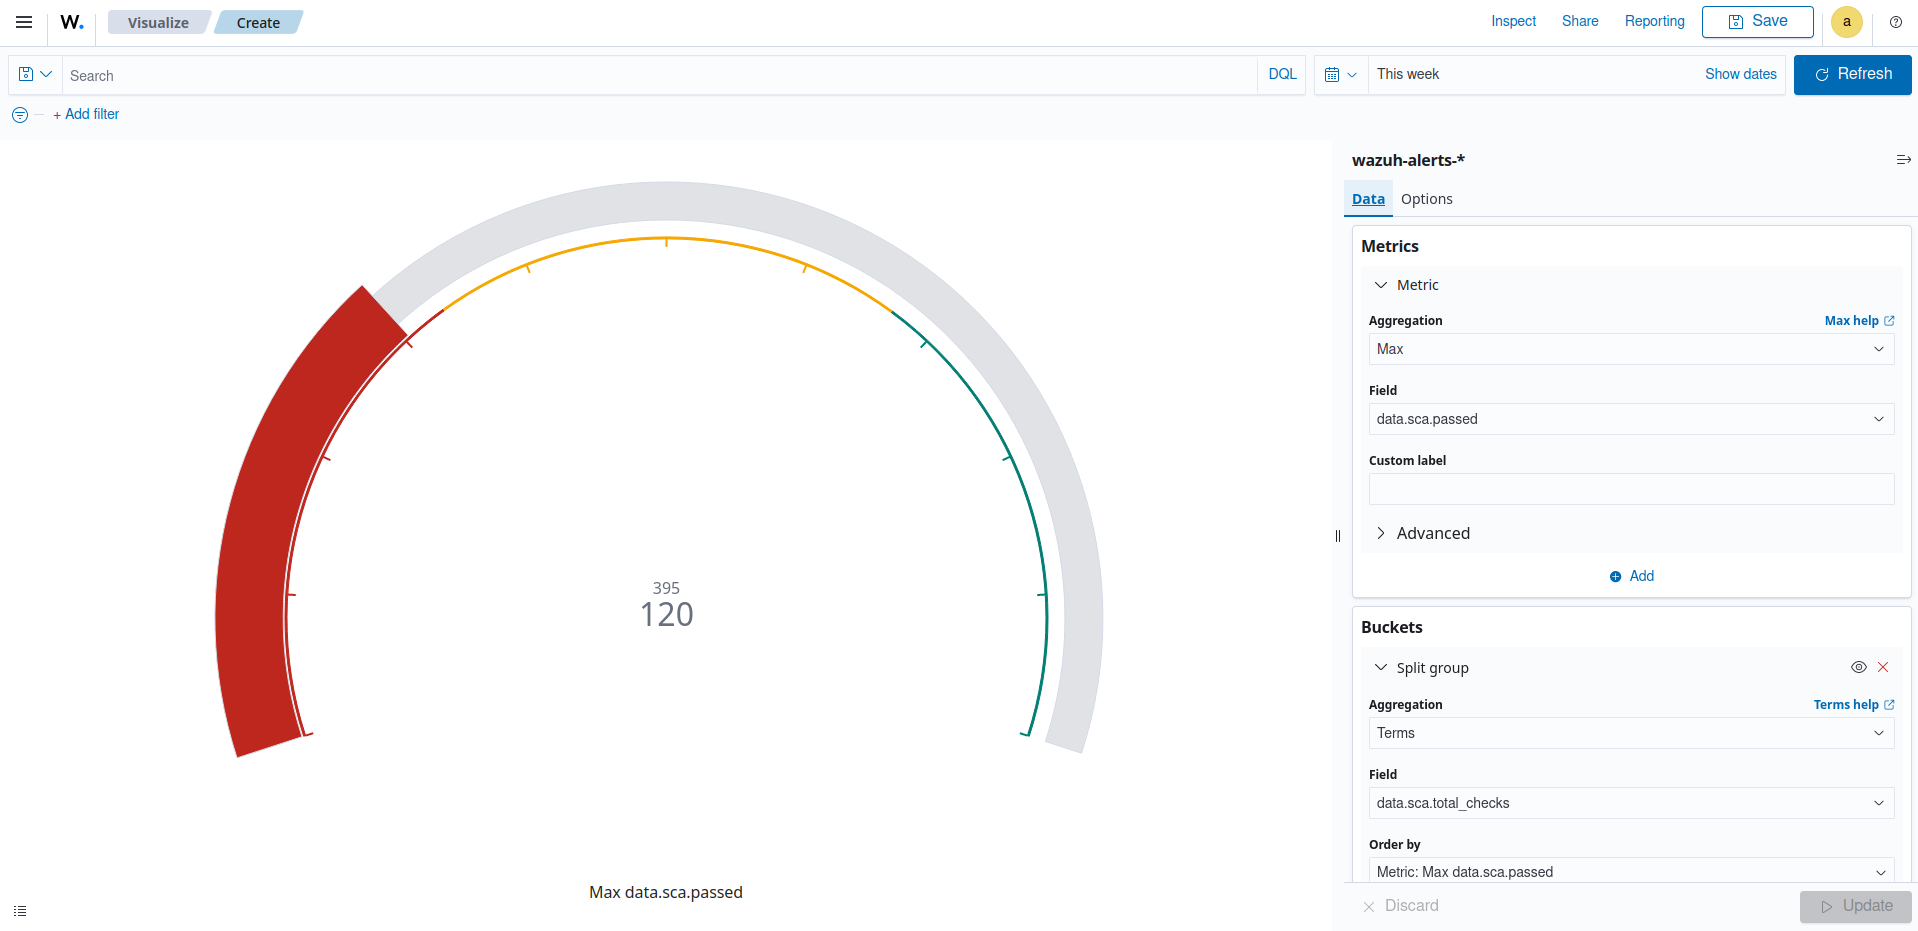 W. Visualize Create Inspect Share Reporting Save a
Search DQL This week Show dates Refresh
+ Add filter
wazuh-alerts-*
Data Options
Metrics
Metric
Aggregation Max help
Max
Field
data.sca.passed
Custom label
Advanced
Add
395
120
Max data.sca.passed
Buckets
Split group
Aggregation Terms help
Terms
Field
data.sca.total_checks
Order by
Metric: Max data.sca.passed
Discard Update